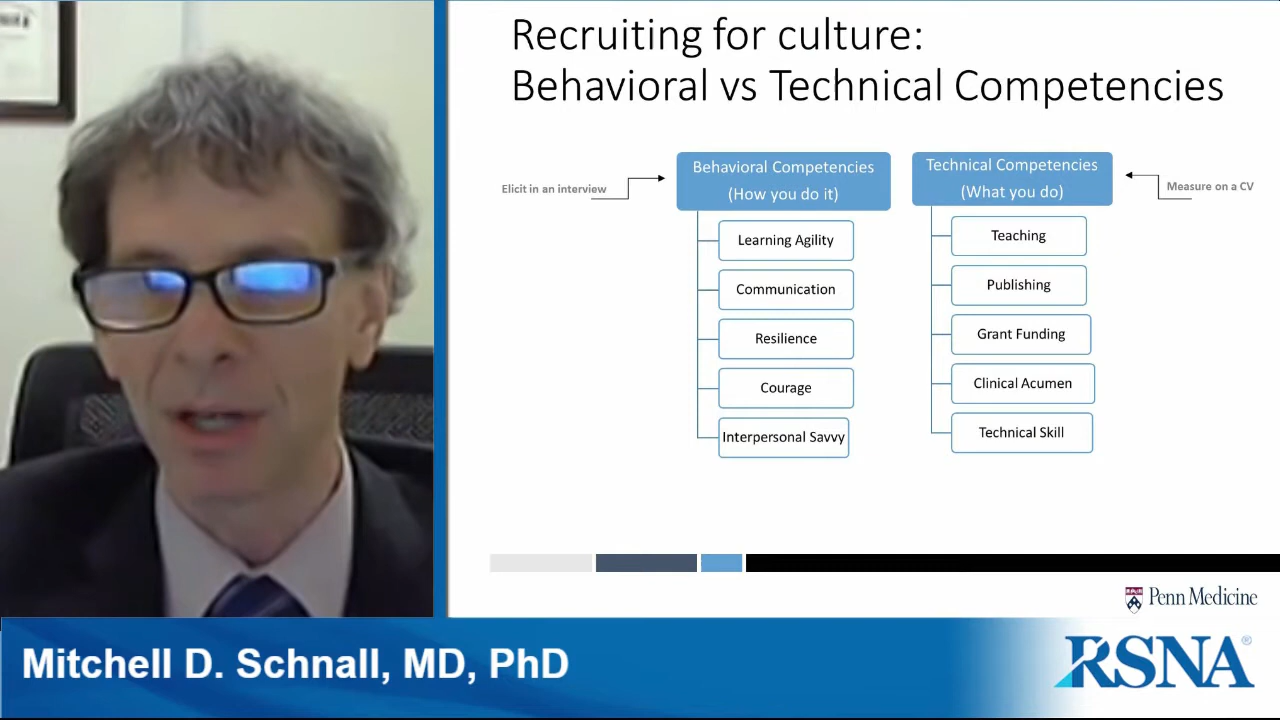 Recruiting for culture:
Behavioral vs Technical Competencies
Elicit in an interview
Behavioral Competencies
(How you do it)
Learning Agility
Communication
Resilience
Courage
Interpersonal Savvy
Technical Competencies
(What you do)
Measure on a CV
Teaching
Publishing
Grant Funding
Clinical Acumen
Technical Skill
Penn Medicine
Mitchell D. Schnall, MD, PhD
RSNA®